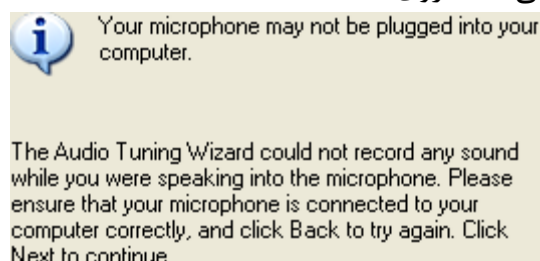 Your microphone may not be plugged into your
computer.
The Audio Tuning Wizard could not record any sound
while you were speaking into the microphone. Please
ensure that your microphone is connected to your
computer correctly, and click Back to try again. Click
Next to continue